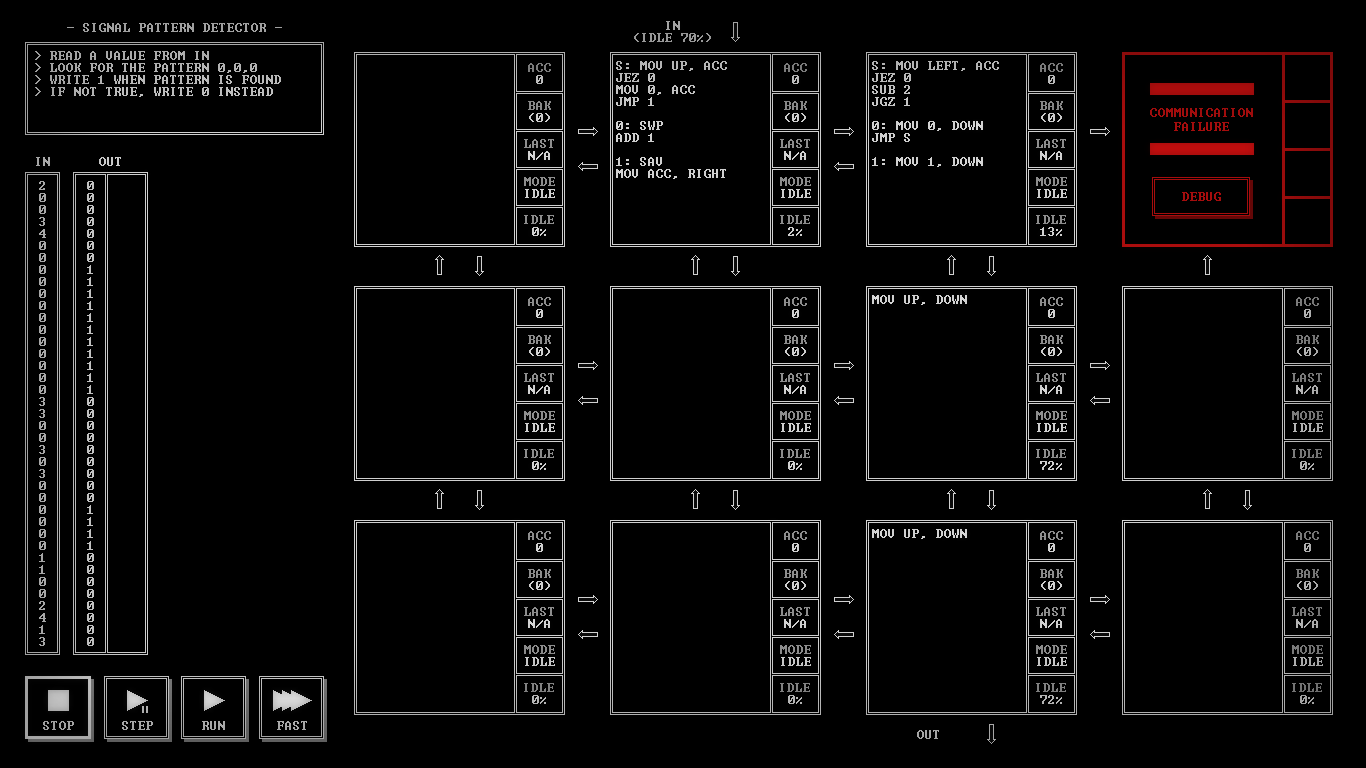 - SIGNAL PATTERN DETECTOR -
> READ A VALUE FROM IN
> LOOK FOR THE PATTERN 0,0,0
> WRITE 1 WHEN PATTERN IS FOUND
> IF NOT TRUE, WRITE 0 INSTEAD
IN OUT
2 0
0 0
0 0
3 0
4 0
0 0
0 0
0 1
0 1
0 1
0 1
0 1
0 1
0 1
0 1
0 1
0 1
0 1
3 0
3 0
0 0
0 0
3 0
0 0
3 0
0 0
0 0
0 1
0 1
0 1
0 1
1 0
1 0
0 0
0 0
2 0
4 0
1 0
3 0
STOP
STEP
RUN
FAST
IN
(IDLE 70%)
ACC
0
BAK
(0)
LAST
N/A
MODE
IDLE
IDLE
0%
S: MOV UP, ACC
JEZ 0
MOV 0, ACC
JMP 1
0: SWP
ADD 1
1: SAV
MOV ACC, RIGHT
ACC
0
BAK
(0)
LAST
N/A
MODE
IDLE
IDLE
2%
S: MOV LEFT, ACC
JEZ 0
SUB 2
JGZ 1
0: MOV 0, DOWN
JMP S
1: MOV 1, DOWN
ACC
0
BAK
(0)
LAST
N/A
MODE
IDLE
IDLE
13%
COMMUNICATION
FAILURE
DEBUG
ACC
0
BAK
(0)
LAST
N/A
MODE
IDLE
IDLE
0%
ACC
0
BAK
(0)
LAST
N/A
MODE
IDLE
IDLE
0%
MOV UP, DOWN
ACC
0
BAK
(0)
LAST
N/A
MODE
IDLE
IDLE
72%
ACC
0
BAK
(0)
LAST
N/A
MODE
IDLE
IDLE
0%
ACC
0
BAK
(0)
LAST
N/A
MODE
IDLE
IDLE
0%
ACC
0
BAK
(0)
LAST
N/A
MODE
IDLE
IDLE
0%
MOV UP, DOWN
ACC
0
BAK
(0)
LAST
N/A
MODE
IDLE
IDLE
72%
ACC
0
BAK
(0)
LAST
N/A
MODE
IDLE
IDLE
0%
OUT